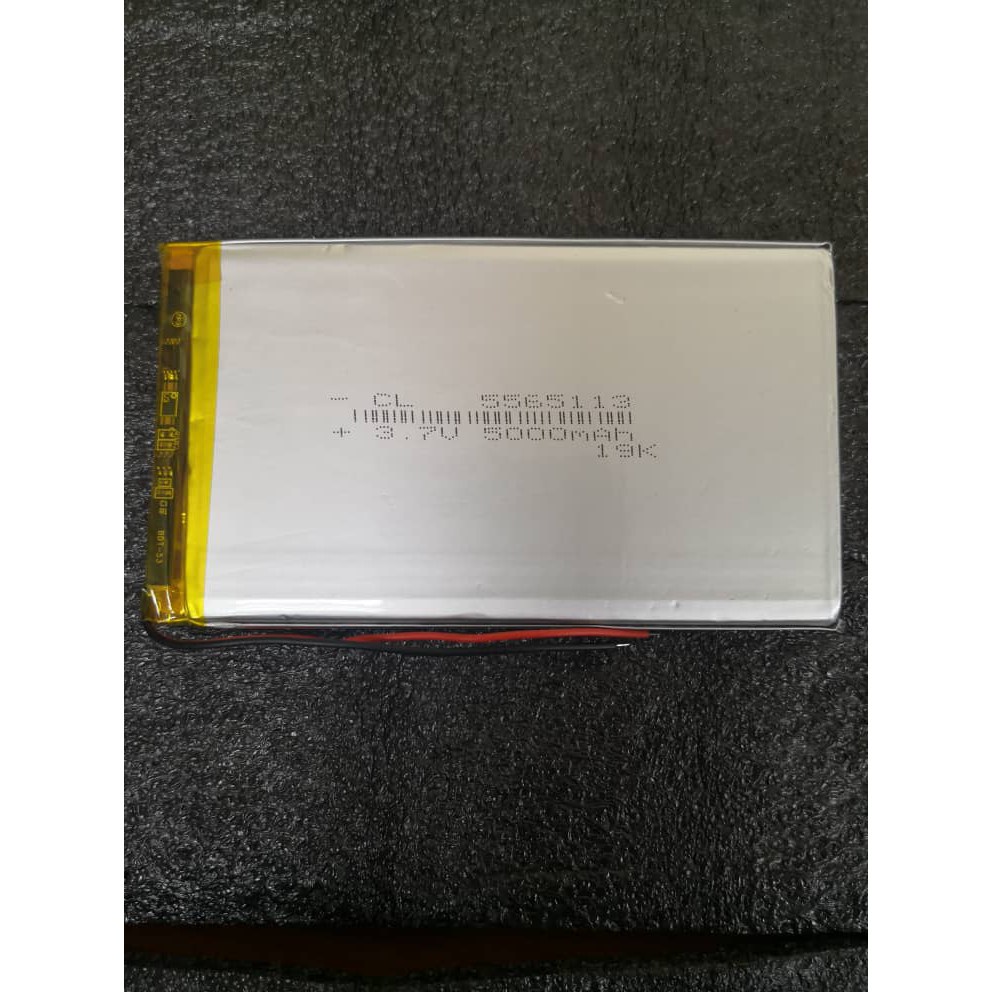 - CL 5565113
+ 3.7V 5000mAh
19K